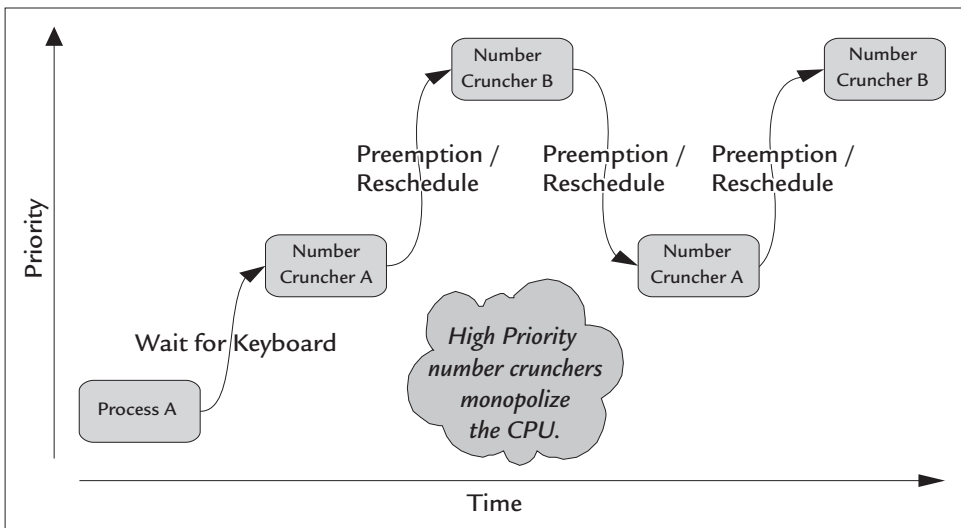 Number
Cruncher B
Number
Cruncher B
Preemption /
Reschedule
Preemption /
Reschedule
Preemption /
Reschedule
Priority
Number
Cruncher A
Number
Cruncher A
Wait for Keyboard
High Priority
number crunchers
monopolize
the CPU.
Process A
Time